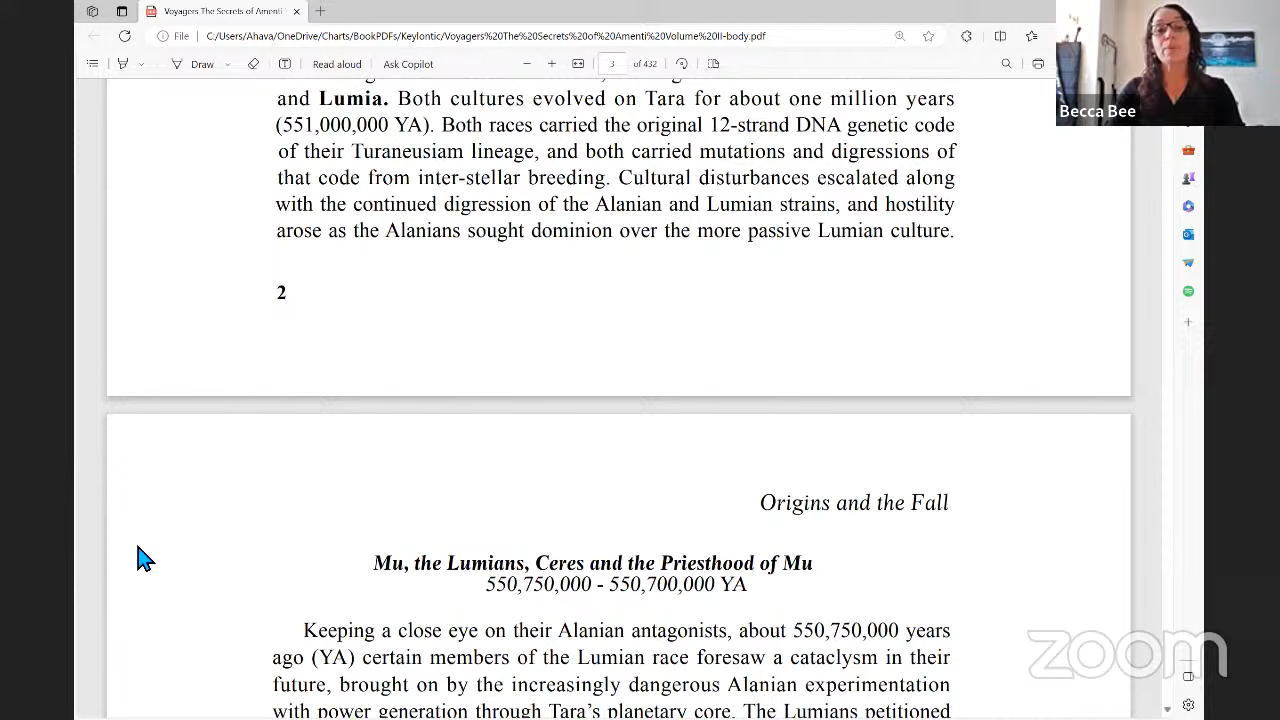 Voyagers The Secrets of Amenti
File
C:/Users/Ahava/OneDrive/Charts/BookPDFs/Keylontic/Voyagers%20The%20Secrets%20of%20Amenti%20Volume%20II-body.pdf
Draw
Read aloud
Ask Copilot
3 of 432
Becca Bee
and Lumia. Both cultures evolved on Tara for about one million years
(551,000,000 YA). Both races carried the original 12-strand DNA genetic code
of their Turaneusiam lineage, and both carried mutations and digressions of
that code from inter-stellar breeding. Cultural disturbances escalated along
with the continued digression of the Alanian and Lumian strains, and hostility
arose as the Alanians sought dominion over the more passive Lumian culture.
2
Origins and the Fall
Mu, the Lumians, Ceres and the Priesthood of Mu
550,750,000 - 550,700,000 YA
Keeping a close eye on their Alanian antagonists, about 550,750,000 years
ago (YA) certain members of the Lumian race foresaw a cataclysm in their
future, brought on by the increasingly dangerous Alanian experimentation
with power generation through Tara's planetary core. The Lumians petitioned
zoom